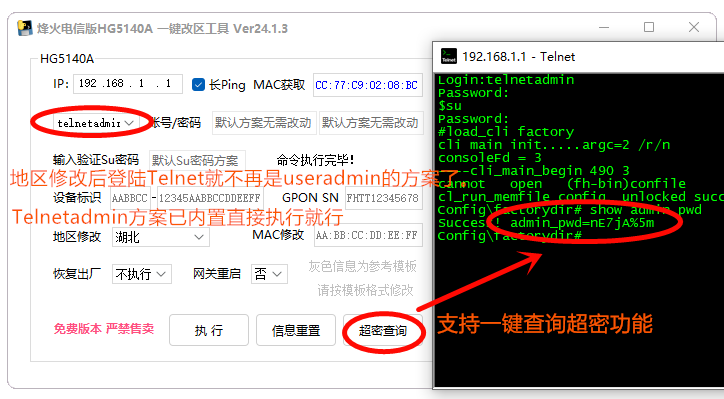 烽火电信版HG5140A 一键改区工具 Ver24.1.3
HG5140A
IP: 192 .168 . 1 . 1
长Ping
MAC获取
CC:77:C9:02:08:BC
telnetadmir
账号/密码
默认方案无需改动
默认方案无需改动
输入验证Su密码
默认Su密码方案
命令执行完毕!
地区修改后登陆Telnet就不再是useradmin的方案了,
设备标识
AABBCC - 12345AABBCCDDEEFF
GPON SN
FHTT12345678
Telnetadmin方案已内置直接执行就行
地区修改
湖北
MAC修改
AA:BB:CC:DD:EE:FF
恢复出厂
不执行
网关重启
否
灰色信息为参考模板
请按模板格式修改
免费版本 严禁售卖
执 行
信息重置
超密查询
192.168.1.1 - Telnet
Login:telnetadmin
Password:
$su
Password:
#load_cli factory
cli main init.....argc=2 /r/n
consoleFd = 3
---cli_main_begin 490 3
cannot open (fh-bin)confile
cl_run_memfile config unlocked succ
Config\factorydir# show admin_pwd
Succes! admin_pwd=nE7jA%5m
Config\factorydir#
支持一键查询超密功能